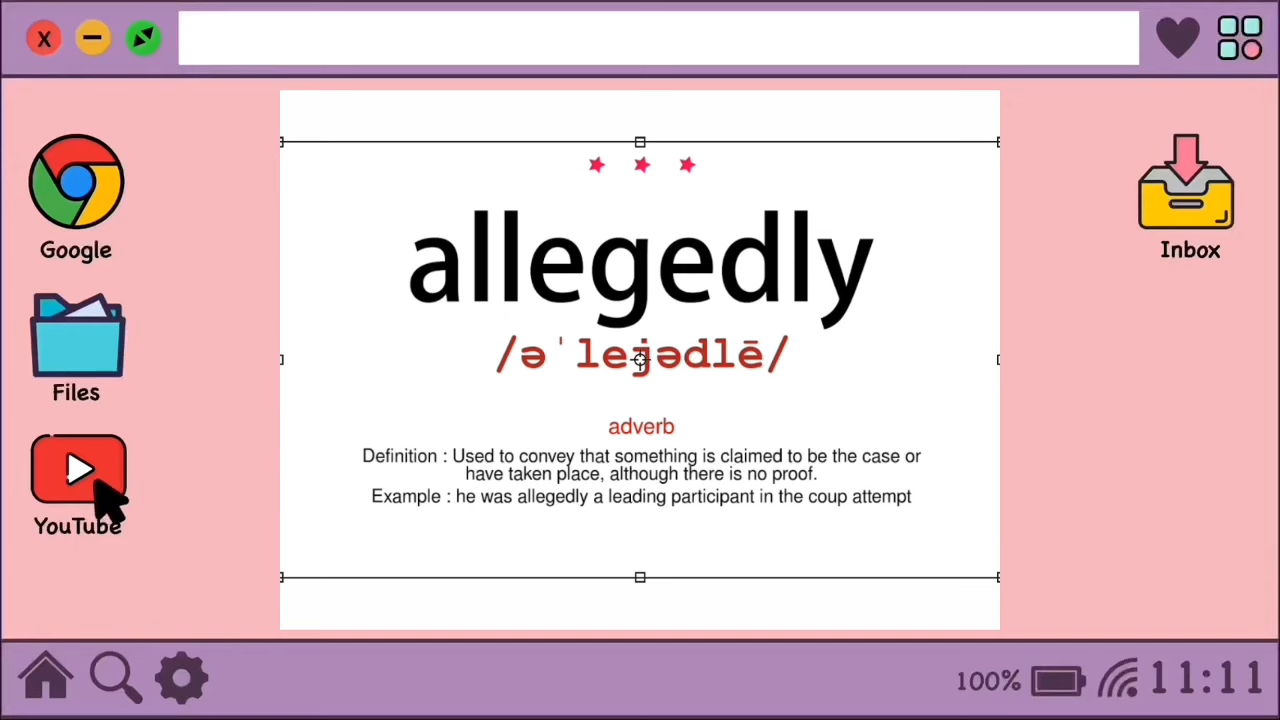 X
allegedly
/əˈlejədlē/
Google
Inbox
Files
adverb
Definition : Used to convey that something is claimed to be the case or
have taken place, although there is no proof.
Example : he was allegedly a leading participant in the coup attempt
YouTube
100%
11:11